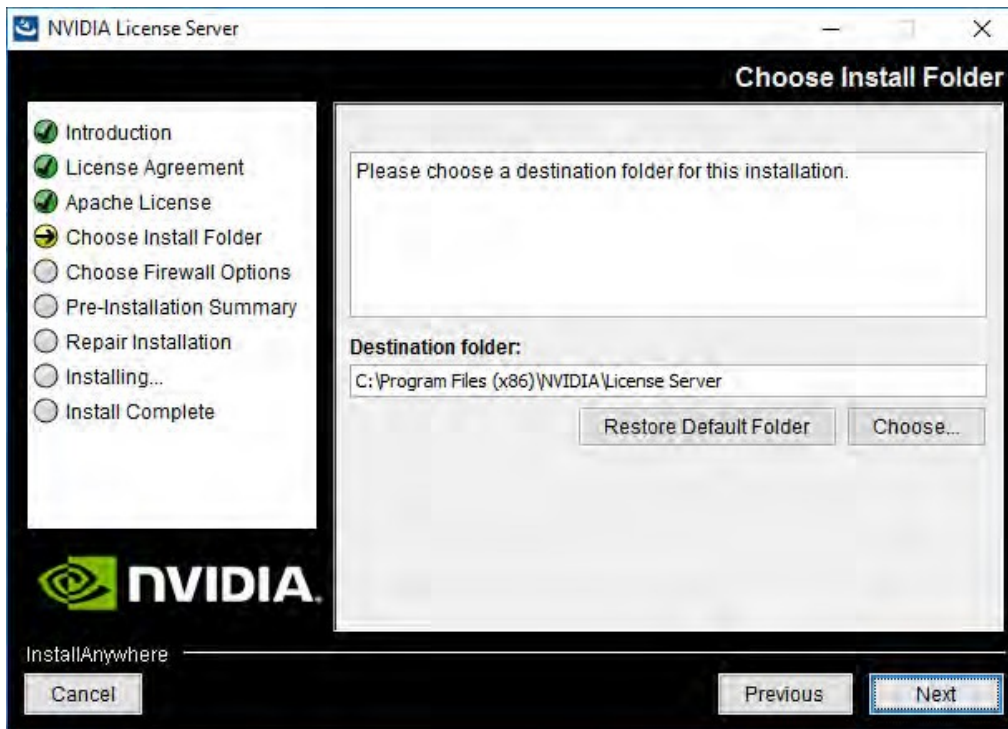 NVIDIA License Server
Choose Install Folder
Introduction
License Agreement
Apache License
Choose Install Folder
Choose Firewall Options
Pre-Installation Summary
Repair Installation
Installing...
Install Complete
Please choose a destination folder for this installation.
Destination folder:
C:\Program Files (x86)\NVIDIA\License Server
Restore Default Folder
Choose...
NVIDIA.
InstallAnywhere
Cancel
Previous
Next